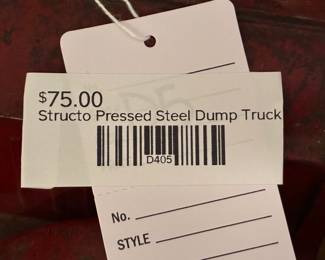 $75.00
Structo Pressed Steel Dump Truck
D405
No.
STYLE